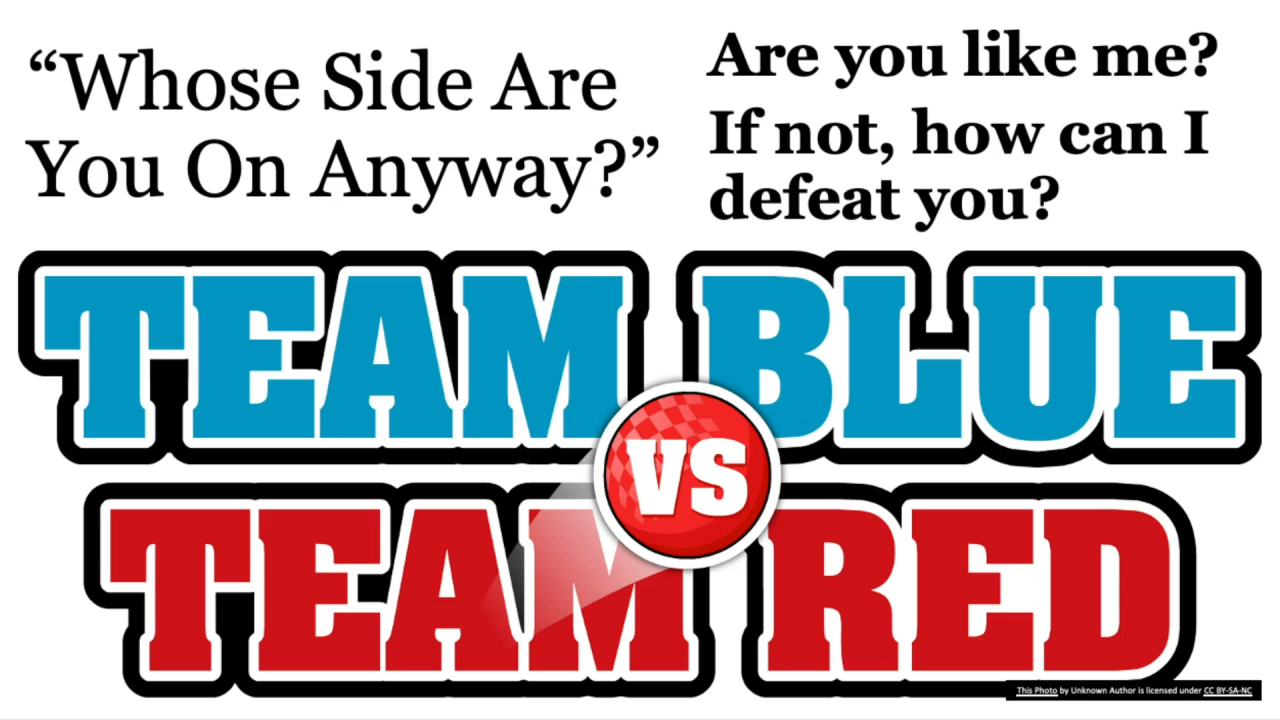 “Whose Side Are
You On Anyway?”
Are you like me?
If not, how can I
defeat you?
TEAM BLUE
VS
TEAM RED
This Photo by Unknown Author is licensed under CC BY-SA-NC